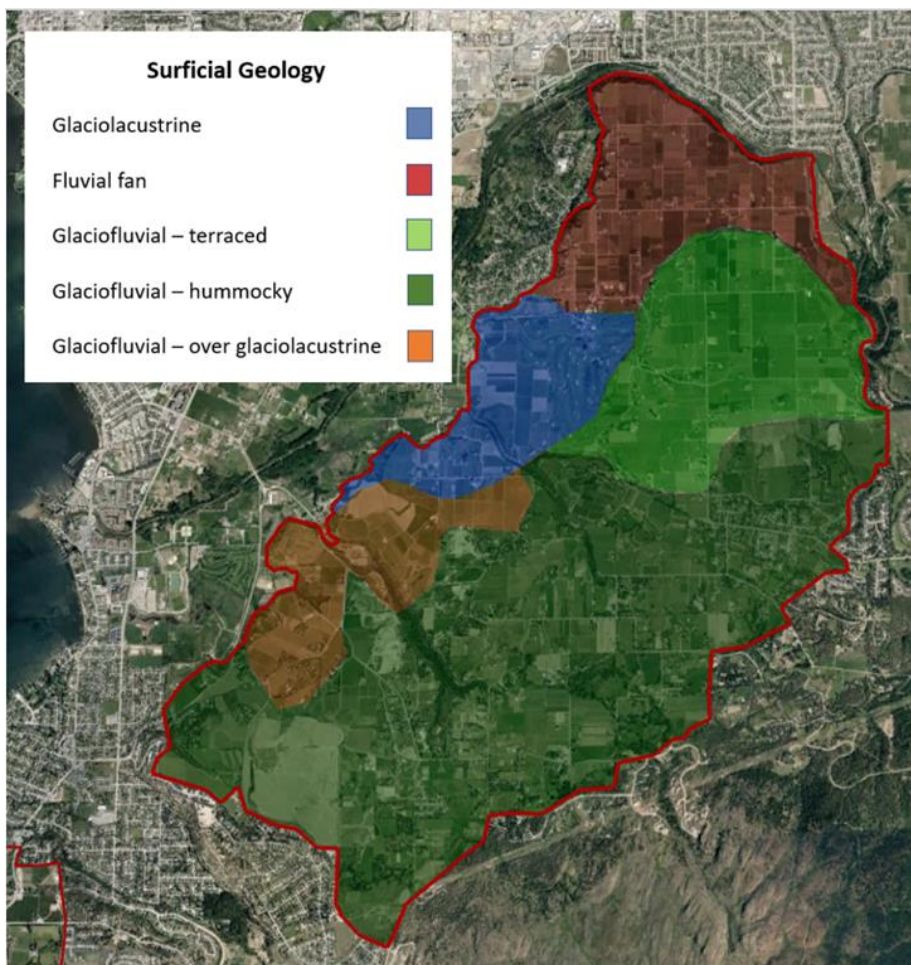 Surficial Geology
Glaciolacustrine
Fluvial fan
Glaciofluvial – terraced
Glaciofluvial – hummocky
Glaciofluvial – over glaciolacustrine